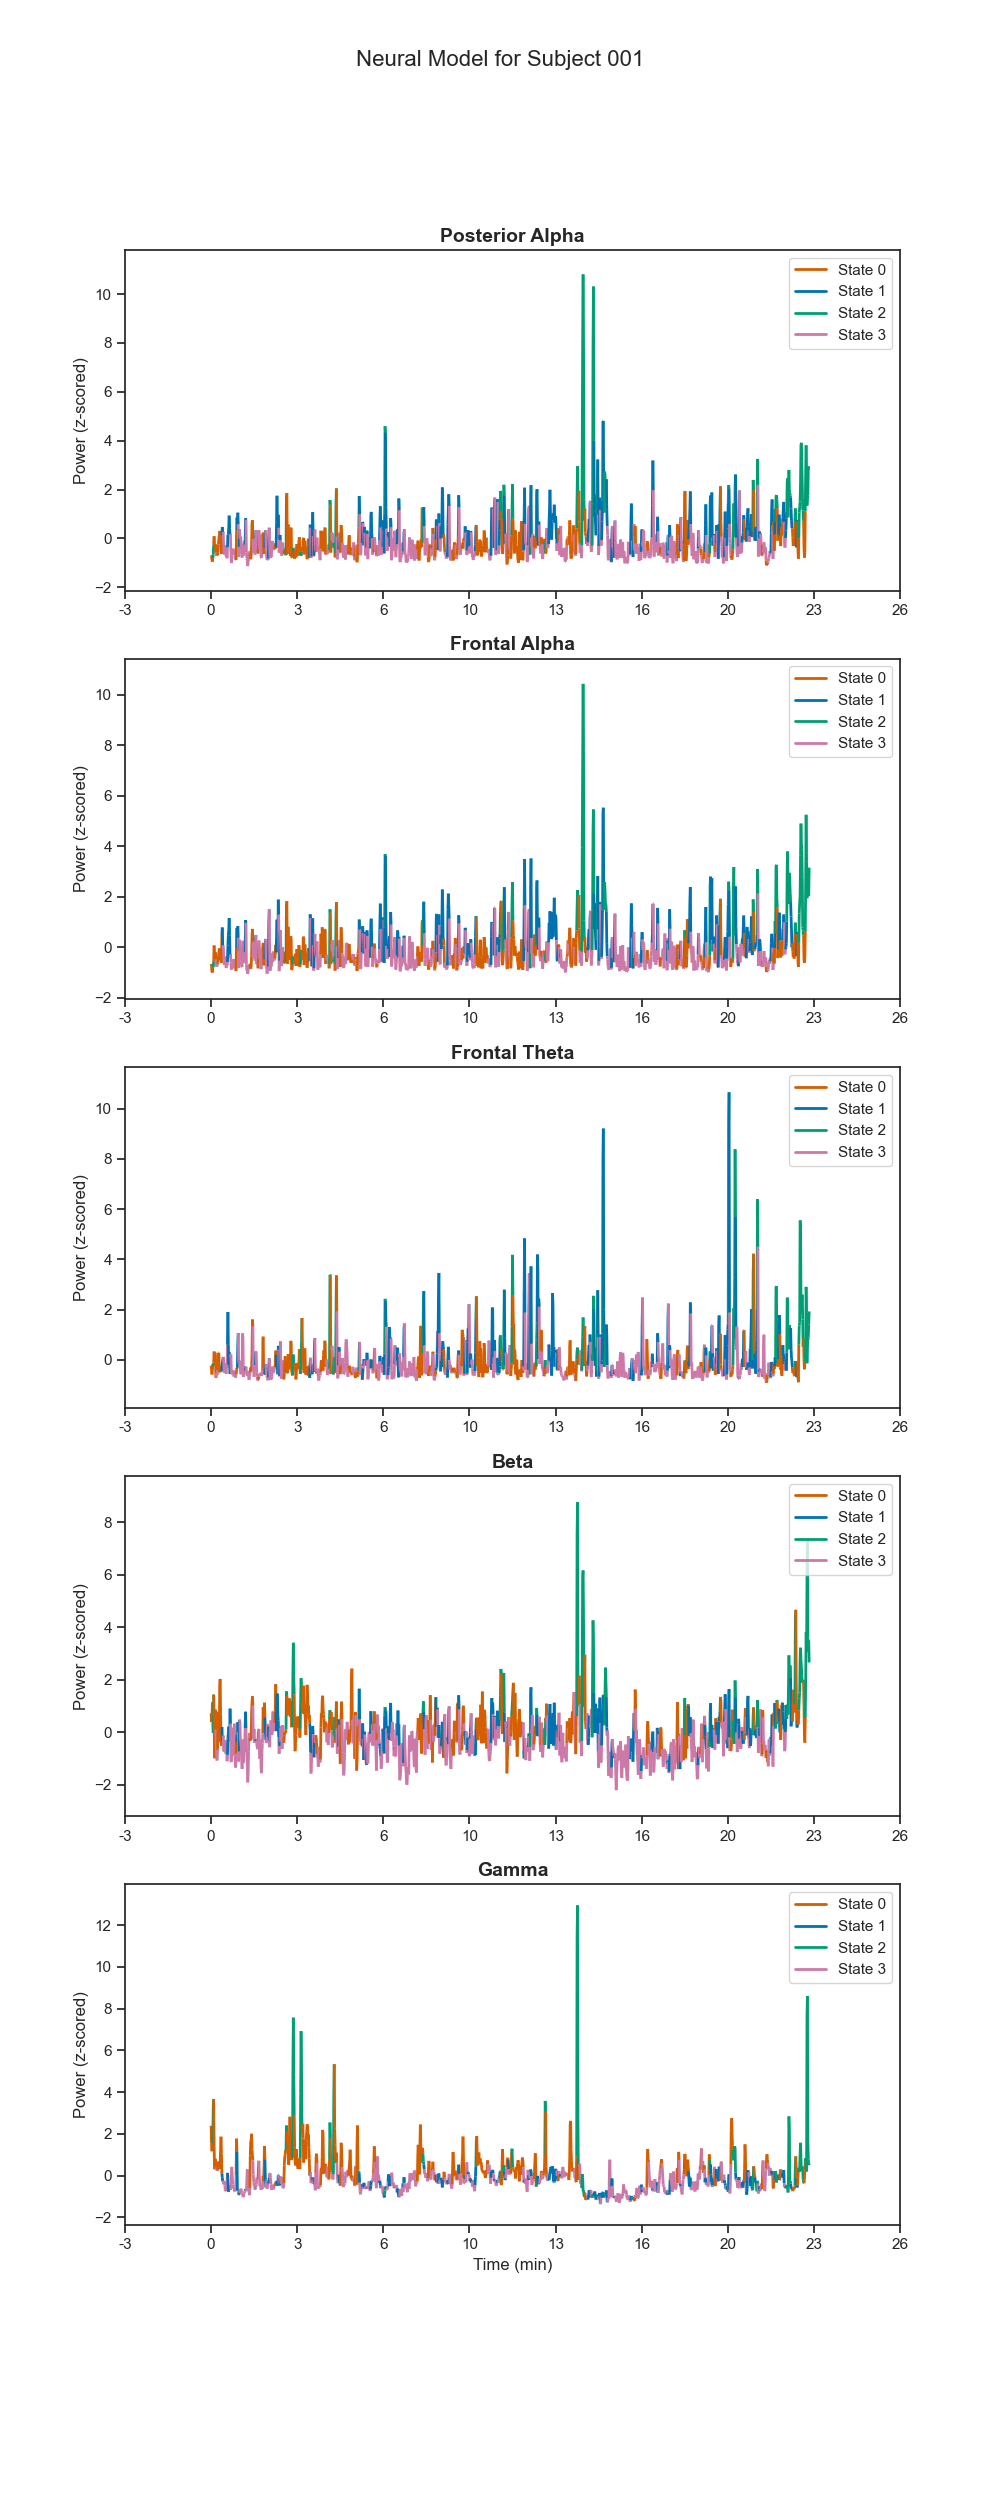 Neural Model for Subject 001
Posterior Alpha
Power (z-scored)
10
8
6
4
2
0
−2
-3 0 3 6 10 13 16 20 23 26
State 0
State 1
State 2
State 3
Frontal Alpha
Power (z-scored)
10
8
6
4
2
0
−2
-3 0 3 6 10 13 16 20 23 26
State 0
State 1
State 2
State 3
Frontal Theta
Power (z-scored)
10
8
6
4
2
0
-3 0 3 6 10 13 16 20 23 26
State 0
State 1
State 2
State 3
Beta
Power (z-scored)
8
6
4
2
0
−2
-3 0 3 6 10 13 16 20 23 26
State 0
State 1
State 2
State 3
Gamma
Power (z-scored)
12
10
8
6
4
2
0
−2
-3 0 3 6 10 13 16 20 23 26
State 0
State 1
State 2
State 3
Time (min)